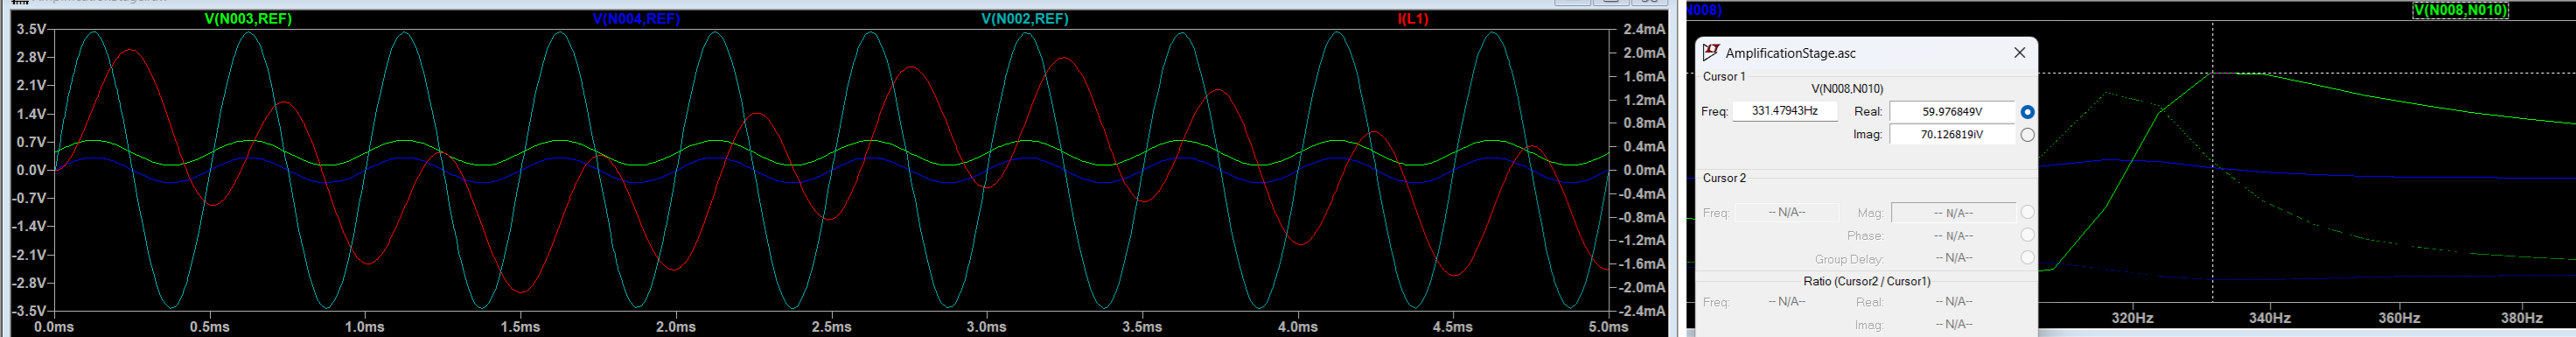 V(N003,REF) V(N004,REF) V(N002,REF) I(L1)
3.5V 2.4mA
2.8V 2.0mA
2.1V 1.6mA
1.4V 1.2mA
0.7V 0.8mA
0.0V 0.4mA
-0.7V 0.0mA
-1.4V -0.4mA
-2.1V -0.8mA
-2.8V -1.2mA
-3.5V -1.6mA
-2.0mA
-2.4mA
0.0ms 0.5ms 1.0ms 1.5ms 2.0ms 2.5ms 3.0ms 3.5ms 4.0ms 4.5ms 5.0ms
N008) V(N008,N010)
AmplificationStage.asc
Cursor 1
V(N008,N010)
Freq: 331.47943Hz Real: 59.976849V
Imag: 70.126819iV
Cursor 2
Freq: -- N/A-- Mag: -- N/A--
Phase: -- N/A--
Group Delay: -- N/A--
Ratio (Cursor2 / Cursor1)
Freq: -- N/A-- Real: -- N/A--
Imag: -- N/A--
320Hz 340Hz 360Hz 380Hz